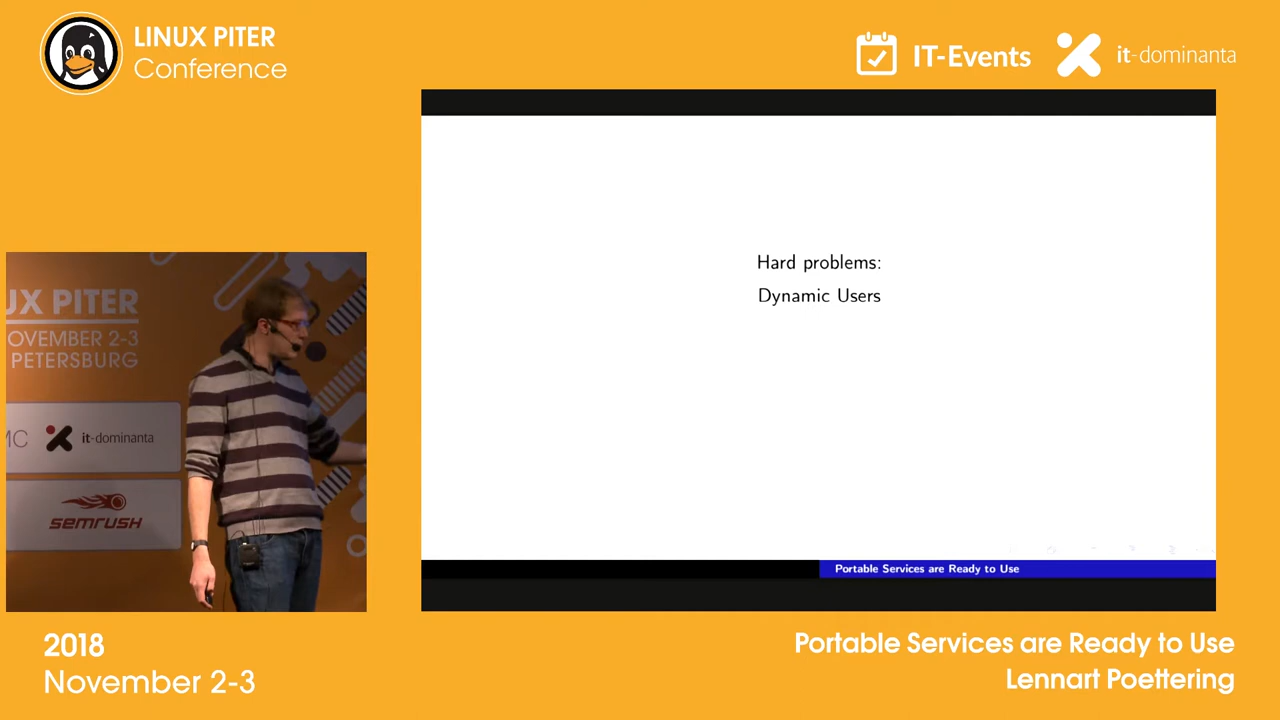 LINUX PITER
Conference
IT-Events
it-dominanta
Hard problems:
Dynamic Users
Portable Services are Ready to Use
UX PITER
OVEMBER 2-3
PETERSBURG
MC
it-dominanta
SEMRUSH
2018
November 2-3
Portable Services are Ready to Use
Lennart Poettering